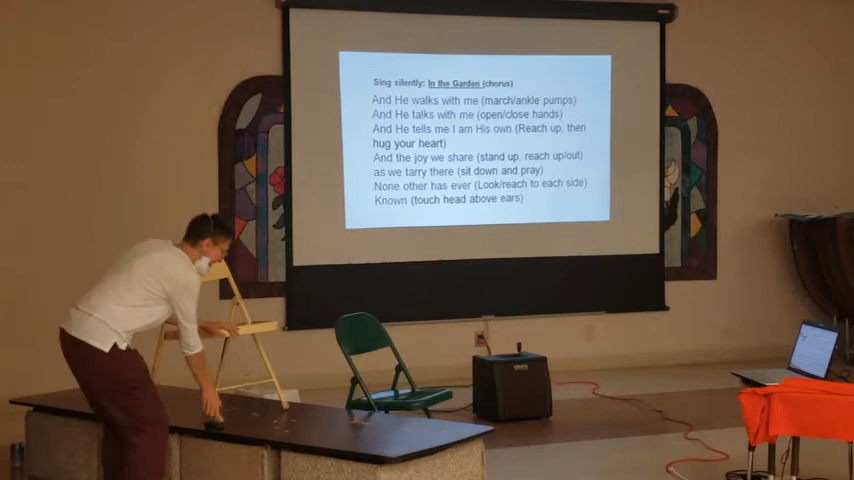 Sing silently: In the Garden (chorus)
And He walks with me (march/ankle pumps)
And He talks with me (open/close hands)
And He tells me I am His own (Reach up, then
hug your heart)
And the joy we share (stand up, reach up/out)
as we tarry there (sit down and pray)
None other has ever (Look/reach to each side)
Known (touch head above ears)